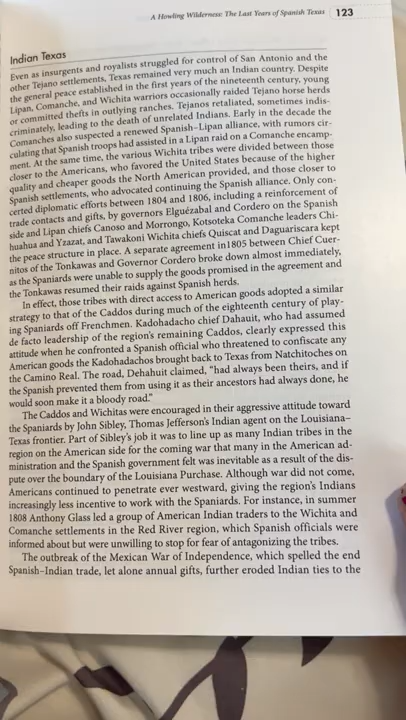 A Howling Wilderness: The Last Years of Spanish Texas 123
Indian Texas
Even as insurgents and royalists struggled for control of San Antonio and the
other Tejano settlements, Texas remained very much an Indian country. Despite
the general peace established in the first years of the nineteenth century, young
Lipan, Comanche, and Wichita warriors occasionally raided Tejano horse herds
or committed thefts in outlying ranches. Tejanos retaliated, sometimes indis-
criminately, leading to the death of unrelated Indians. Early in the decade the
Comanches also suspected a renewed Spanish–Lipan alliance, with rumors cir-
culating that Spanish troops had assisted in a Lipan raid on a Comanche encamp-
ment. At the same time, the various Wichita tribes were divided between those
closer to the Americans, who favored the United States because of the higher
quality and cheaper goods the North American provided, and those closer to
Spanish settlements, who advocated continuing the Spanish alliance. Only con-
certed diplomatic efforts between 1804 and 1806, including a reinforcement of
trade contacts and gifts, by governors Elguézabal and Cordero on the Spanish
side and Lipan chiefs Canoso and Morrongo, Kotsoteka Comanche leaders Chi-
huahua and Yzazat, and Tawakoni Wichita chiefs Quiscat and Daguariscara kept
the peace structure in place. A separate agreement in1805 between Chief Cuer-
nitos of the Tonkawas and Governor Cordero broke down almost immediately,
as the Spaniards were unable to supply the goods promised in the agreement and
the Tonkawas resumed their raids against Spanish herds.
In effect, those tribes with direct access to American goods adopted a similar
strategy to that of the Caddos during much of the eighteenth century of play-
ing Spaniards off Frenchmen. Kadohadacho chief Dahauit, who had assumed
de facto leadership of the region's remaining Caddos, clearly expressed this
attitude when he confronted a Spanish official who threatened to confiscate any
American goods the Kadohadachos brought back to Texas from Natchitoches on
the Camino Real. The road, Dehahuit claimed, "had always been theirs, and if
the Spanish prevented them from using it as their ancestors had always done, he
would soon make it a bloody road."
The Caddos and Wichitas were encouraged in their aggressive attitude toward
the Spaniards by John Sibley, Thomas Jefferson's Indian agent on the Louisiana–
Texas frontier. Part of Sibley's job it was to line up as many Indian tribes in the
region on the American side for the coming war that many in the American ad-
ministration and the Spanish government felt was inevitable as a result of the dis-
pute over the boundary of the Louisiana Purchase. Although war did not come,
Americans continued to penetrate ever westward, giving the region's Indians
increasingly less incentive to work with the Spaniards. For instance, in summer
1808 Anthony Glass led a group of American Indian traders to the Wichita and
Comanche settlements in the Red River region, which Spanish officials were
informed about but were unwilling to stop for fear of antagonizing the tribes.
The outbreak of the Mexican War of Independence, which spelled the end
Spanish–Indian trade, let alone annual gifts, further eroded Indian ties to the